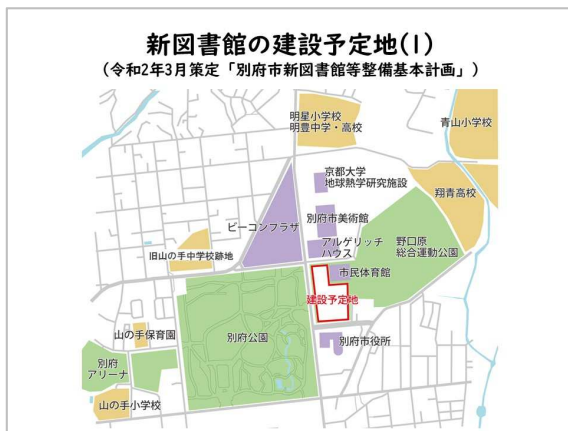 新図書館の建設予定地(1)
(令和2年3月策定「別府市新図書館等整備基本計画」)
明星小学校
明豊中学・高校
青山小学校
京都大学
地球熱学研究施設
翔青高校
別府市美術館
ビーコンプラザ
アルゲリッチ
ハウス
野口原
総合運動公園
旧山の手中学校跡地
市民体育館
建設予定地
山の手保育園
別府公園
別府市役所
別府
アリーナ
山の手小学校